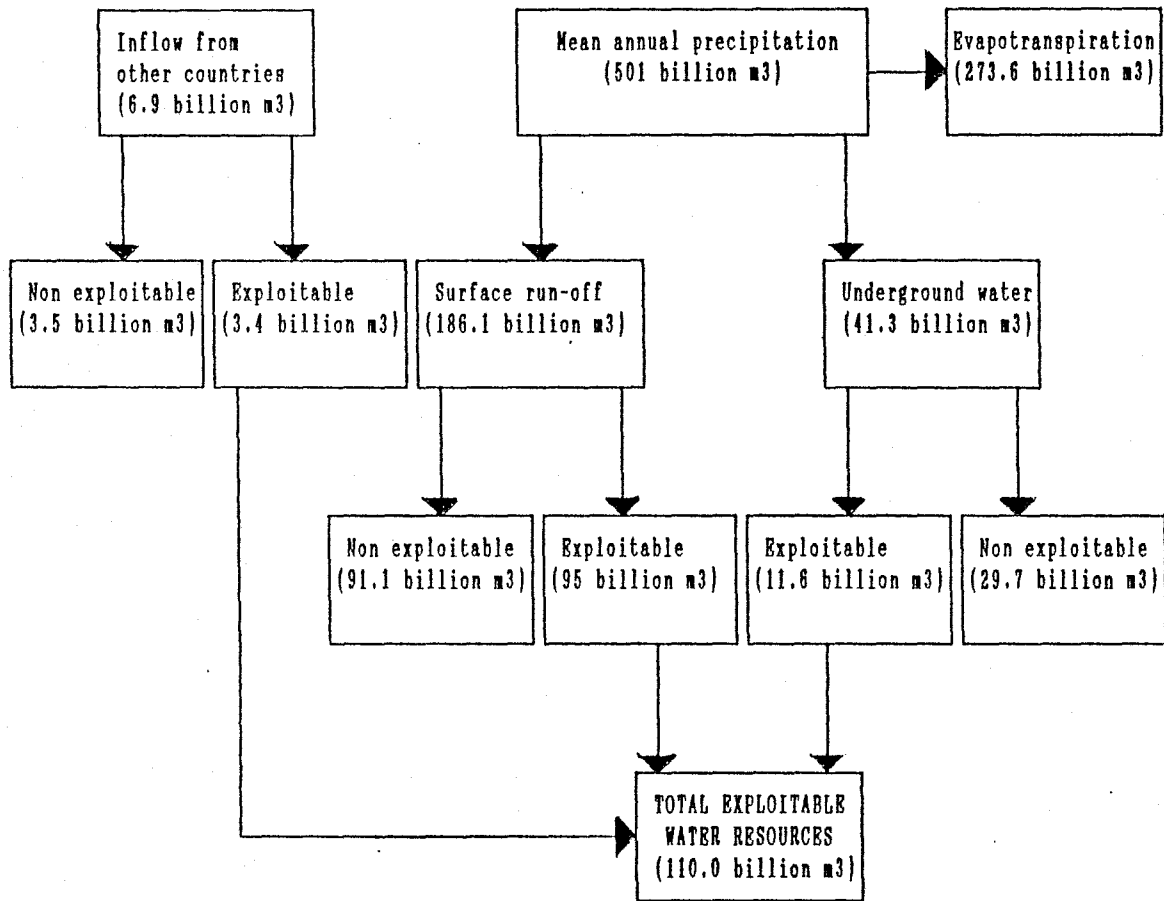 Inflow from
other countries
(6.9 billion m3)
Mean annual precipitation
(501 billion m3)
Evapotranspiration
(273.6 billion m3)
Non exploitable
(3.5 billion m3)
Exploitable
(3.4 billion m3)
Surface run-off
(186.1 billion m3)
Underground water
(41.3 billion m3)
Non exploitable
(91.1 billion m3)
Exploitable
(95 billion m3)
Exploitable
(11.6 billion m3)
Non exploitable
(29.7 billion m3)
TOTAL EXPLOITABLE
WATER RESOURCES
(110.0 billion m3)